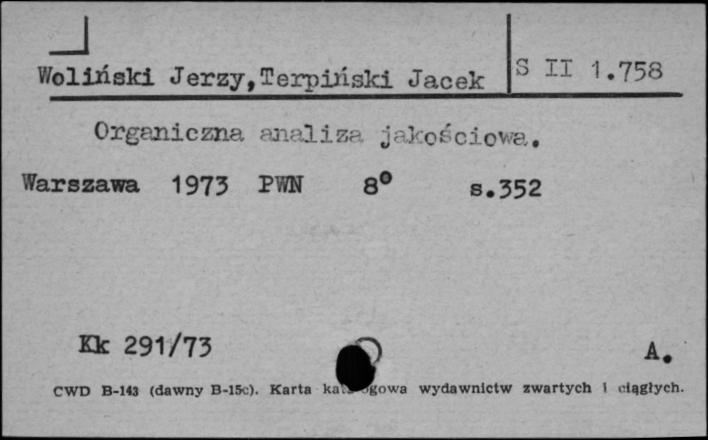 Woliński Jerzy,Terpiński Jacek
S II 1.758
Organiczna analiza jakościowa.
Warszawa 1973 PWN 8° s.352
Kk 291/73
A.
CWD B-143 (dawny B-15c). Karta katalogowa wydawnictw zwartych i ciągłych.